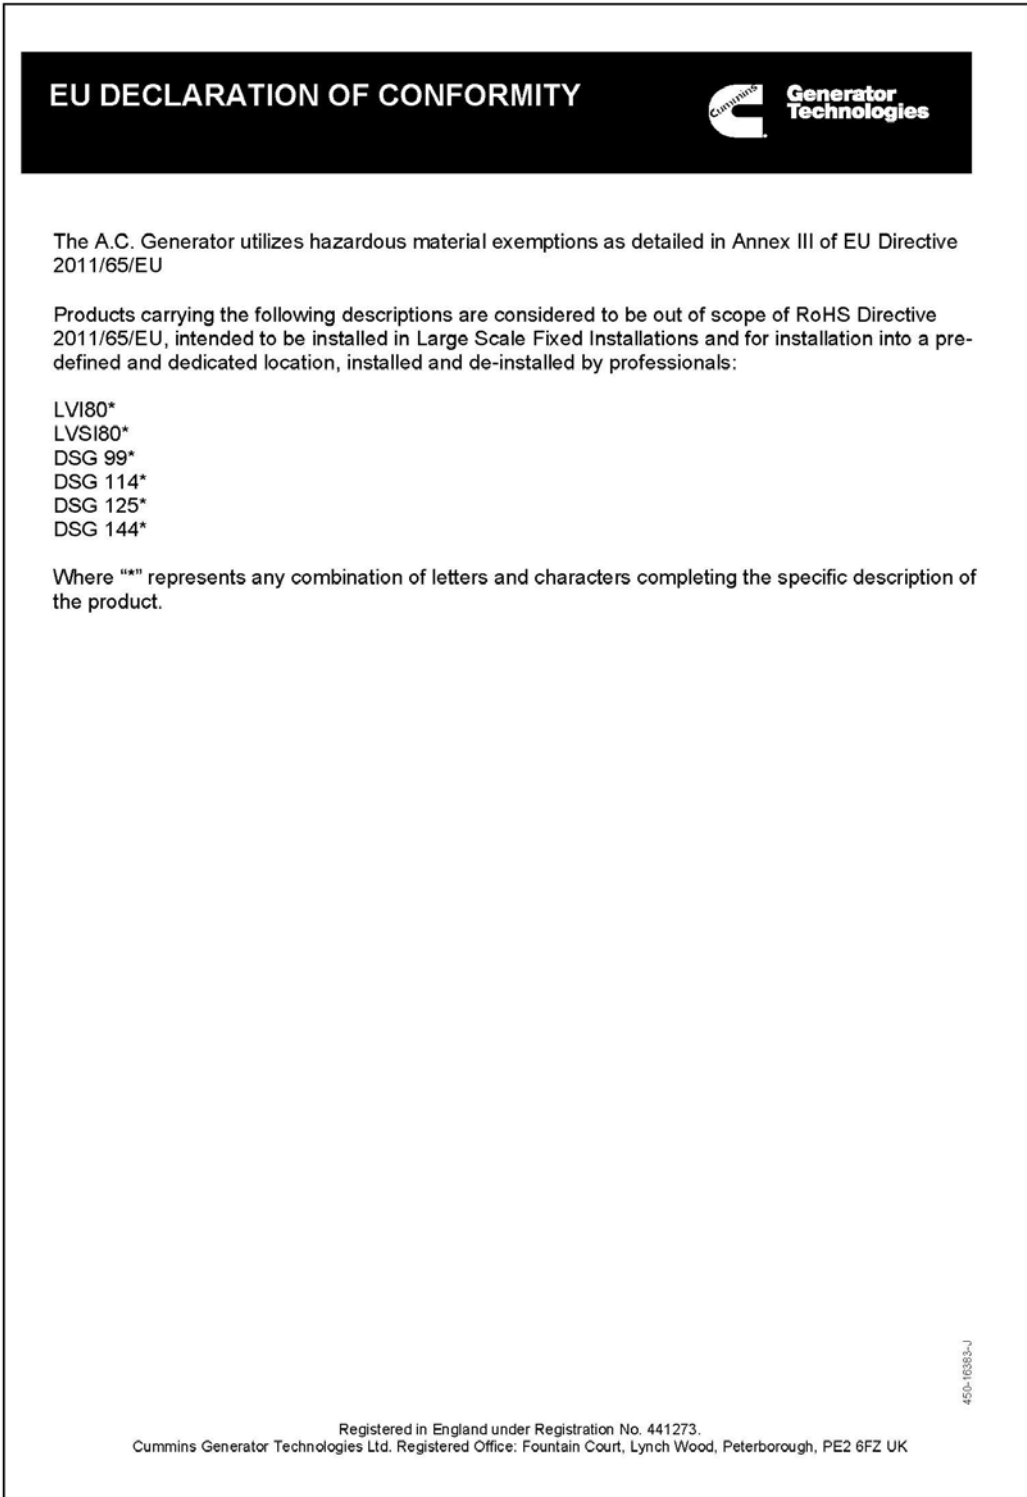 EU DECLARATION OF CONFORMITY
Cummins
Generator
Technologies
The A.C. Generator utilizes hazardous material exemptions as detailed in Annex III of EU Directive
2011/65/EU
Products carrying the following descriptions are considered to be out of scope of RoHS Directive
2011/65/EU, intended to be installed in Large Scale Fixed Installations and for installation into a pre-
defined and dedicated location, installed and de-installed by professionals:
LVI80*
LVSI80*
DSG 99*
DSG 114*
DSG 125*
DSG 144*
Where “*” represents any combination of letters and characters completing the specific description of
the product.
450-16383-J
Registered in England under Registration No. 441273.
Cummins Generator Technologies Ltd. Registered Office: Fountain Court, Lynch Wood, Peterborough, PE2 6FZ UK